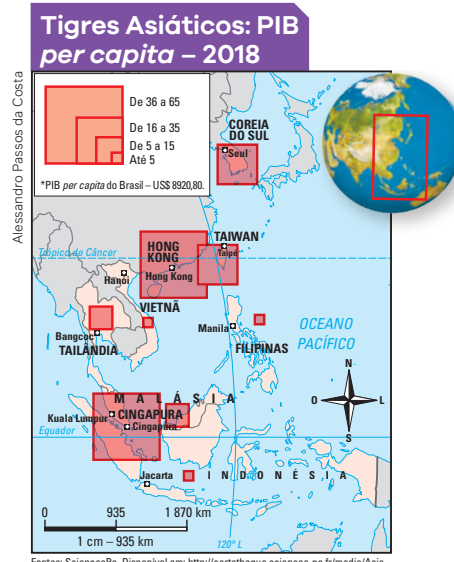 Tigres Asiáticos: PIB
per capita – 2018
Alessandro Passos da Costa
De 36 a 65
De 16 a 35
De 5 a 15
Até 5
*PIB per capita do Brasil – US$ 8920,80.
COREIA
DO SUL
Seul
Trópico de Câncer
HONG
KONG
Hong Kong
TAIWAN
Taipé
Hanói
VIETNÃ
Bangcoc
TAILÂNDIA
Manila
FILIPINAS
OCEANO
PACÍFICO
N
O
L
S
MALÁSIA
Kuala Lumpur
CINGAPURA
Cingapura
Equador
Jacarta
INDONÉSIA
0 935 1 870 km
1 cm – 935 km
120° L